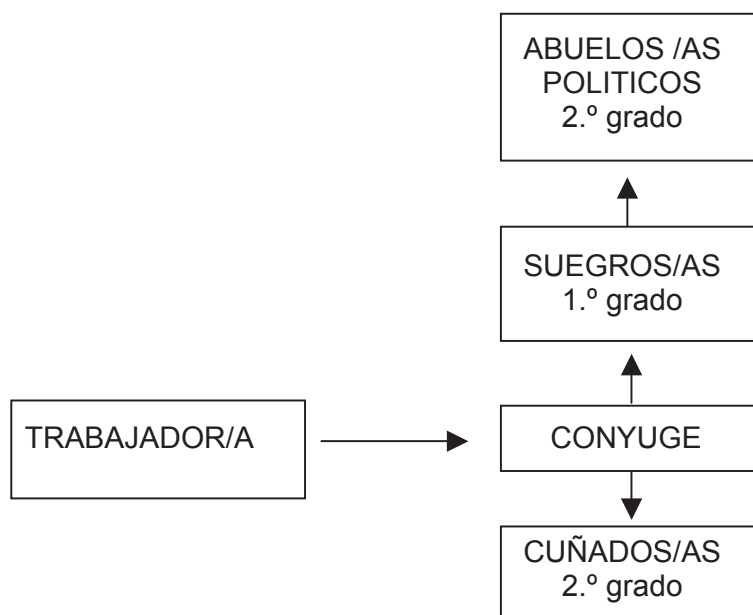 ABUELOS /AS
POLITICOS
2.º grado
SUEGROS/AS
1.º grado
TRABAJADOR/A
CONYUGE
CUÑADOS/AS
2.º grado